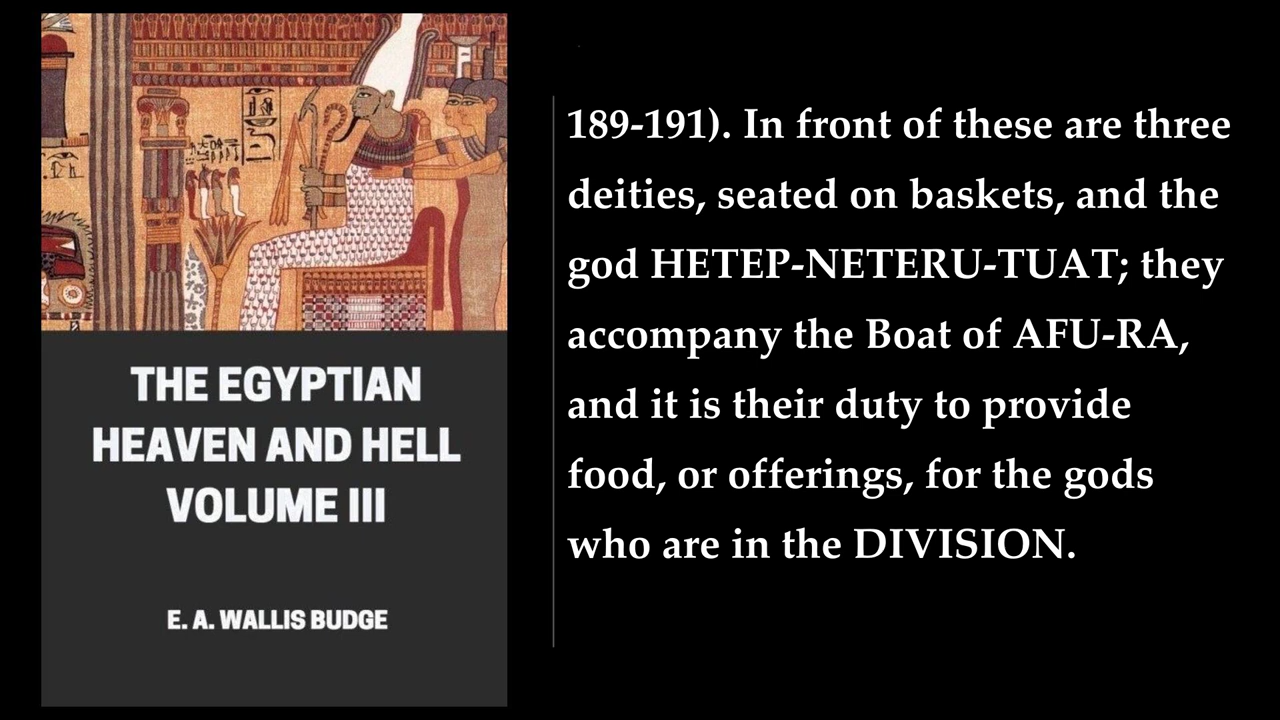 THE EGYPTIAN
HEAVEN AND HELL
VOLUME III
E. A. WALLIS BUDGE
189-191). In front of these are three
deities, seated on baskets, and the
god HETEP-NETERU-TUAT; they
accompany the Boat of AFU-RA,
and it is their duty to provide
food, or offerings, for the gods
who are in the DIVISION.